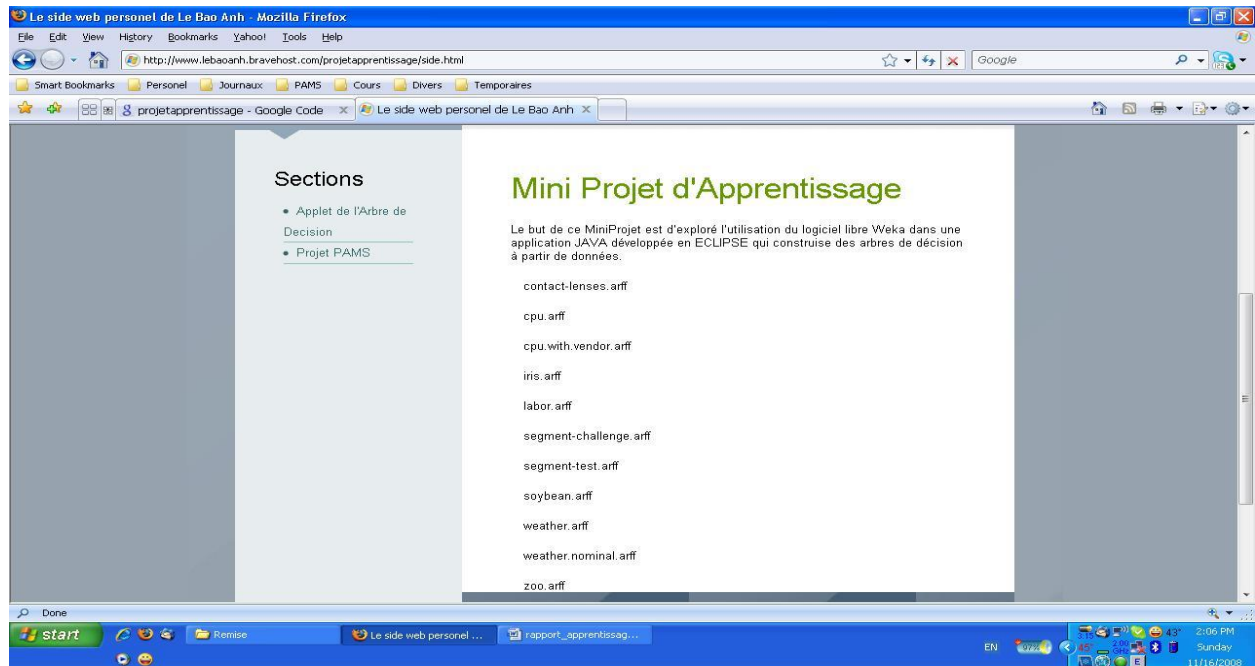 Le side web personel de Le Bao Anh - Mozilla Firefox
File Edit View History Bookmarks Yahoo! Tools Help
http://www.lebaoanh.bravehost.com/projetapprentissage/side.html
Google
Smart Bookmarks Personel Journaux PAMS Cours Divers Temporaires
projetapprentissage - Google Code
Le side web personel de Le Bao Anh
Sections
Applet de l'Arbre de
Decision
Projet PAMS
Mini Projet d'Apprentissage
Le but de ce MiniProjet est d'exploré l'utilisation du logiciel libre Weka dans une
application JAVA développée en ECLIPSE qui construise des arbres de décision
à partir de données.
contact-lenses.arff
cpu.arff
cpu.with.vendor.arff
iris.arff
labor.arff
segment-challenge.arff
segment-test.arff
soybean.arff
weather.arff
weather.nominal.arff
zoo.arff
Done
start
Remise
Le side web personel ...
rapport_apprentissag...
EN
97%
43°
45°
2:06 PM
Sunday
11/16/2008